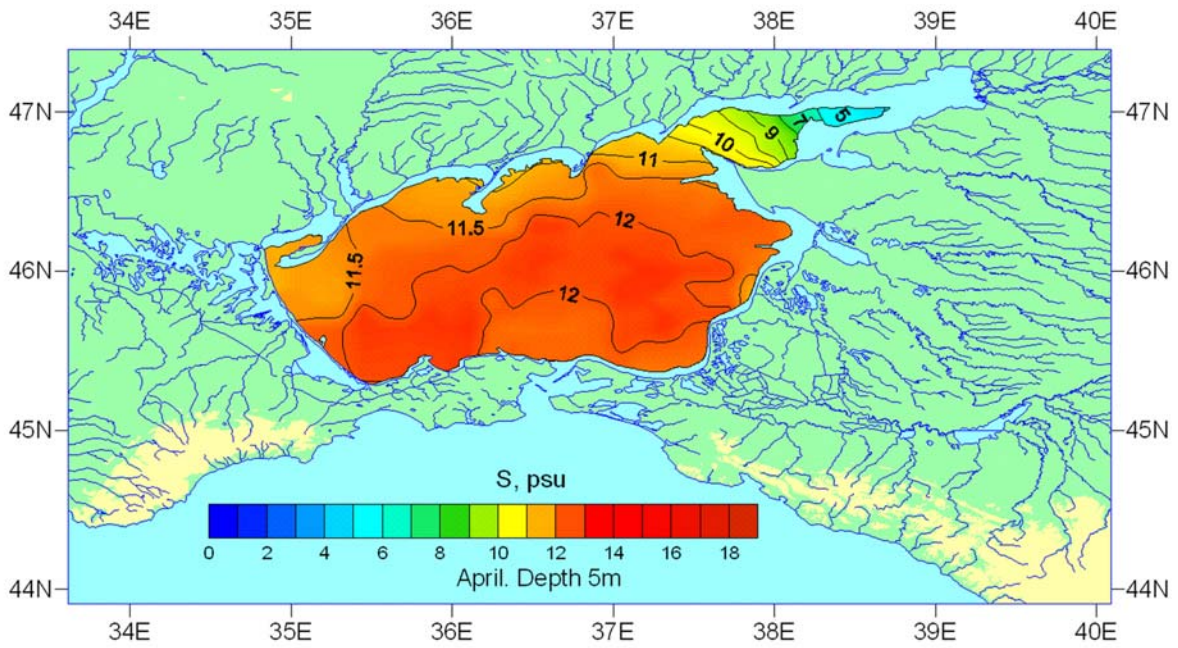 34E 35E 36E 37E 38E 39E 40E
47N 47N
5
7
9
10
11
12
11.5
46N 46N
11.5
12
45N 45N
S, psu
0 2 4 6 8 10 12 14 16 18
April. Depth 5m
44N 44N
34E 35E 36E 37E 38E 39E 40E